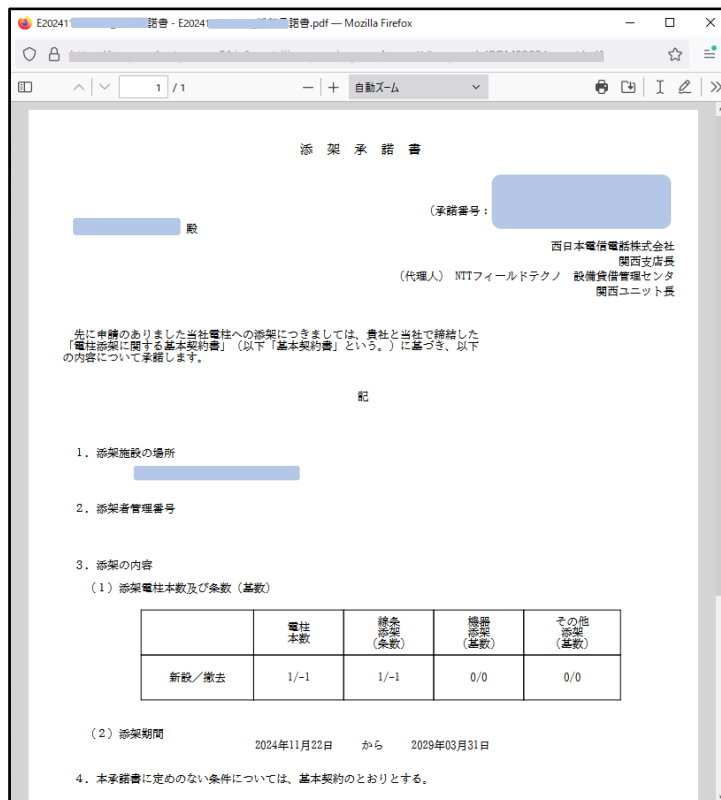 E20241 諾書 - E20241 諾書.pdf — Mozilla Firefox
1 / 1
自動ズーム
添 架 承 諾 書
(承諾番号:
殿
西日本電信電話株式会社
関西支店長
(代理人) NTTフィールドテクノ 設備貸借管理センタ
関西ユニット長
先に申請のありました当社電柱への添架につきましては、貴社と当社で締結した
「電柱添架に関する基本契約書」(以下「基本契約書」という。)に基づき、以下
の内容について承諾します。
記
1.添架施設の場所
2.添架者管理番号
3.添架の内容
(1)添架電柱本数及び条数(基数)
電柱
本数
線条
添架
(条数)
機器
添架
(基数)
その他
添架
(基数)
新設/撤去 1/-1 1/-1 0/0 0/0
(2)添架期間
2024年11月22日 から 2029年03月31日
4.本承諾書に定めのない条件については、基本契約のとおりとする。